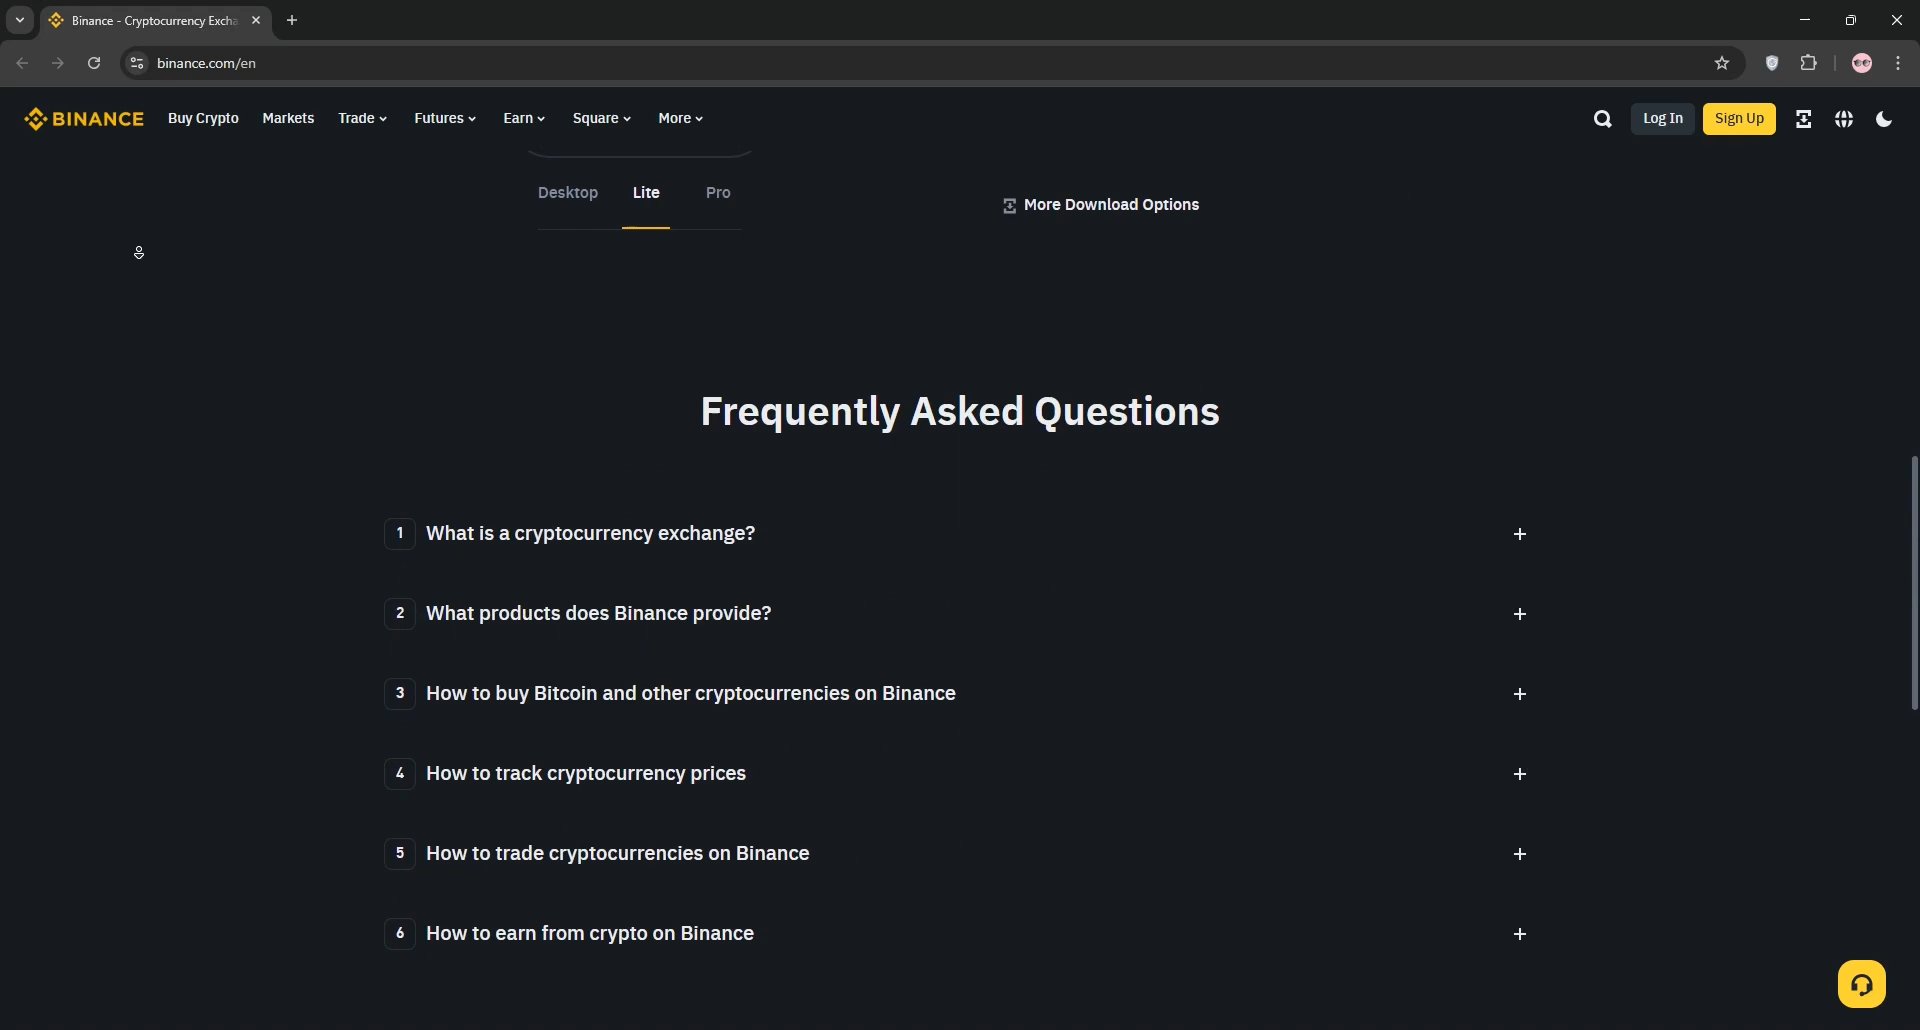 Binance - Cryptocurrency Excha
binance.com/en
BINANCE Buy Crypto Markets Trade Futures Earn Square More Log In Sign Up
Desktop Lite Pro
More Download Options
Frequently Asked Questions
1 What is a cryptocurrency exchange?
2 What products does Binance provide?
3 How to buy Bitcoin and other cryptocurrencies on Binance
4 How to track cryptocurrency prices
5 How to trade cryptocurrencies on Binance
6 How to earn from crypto on Binance